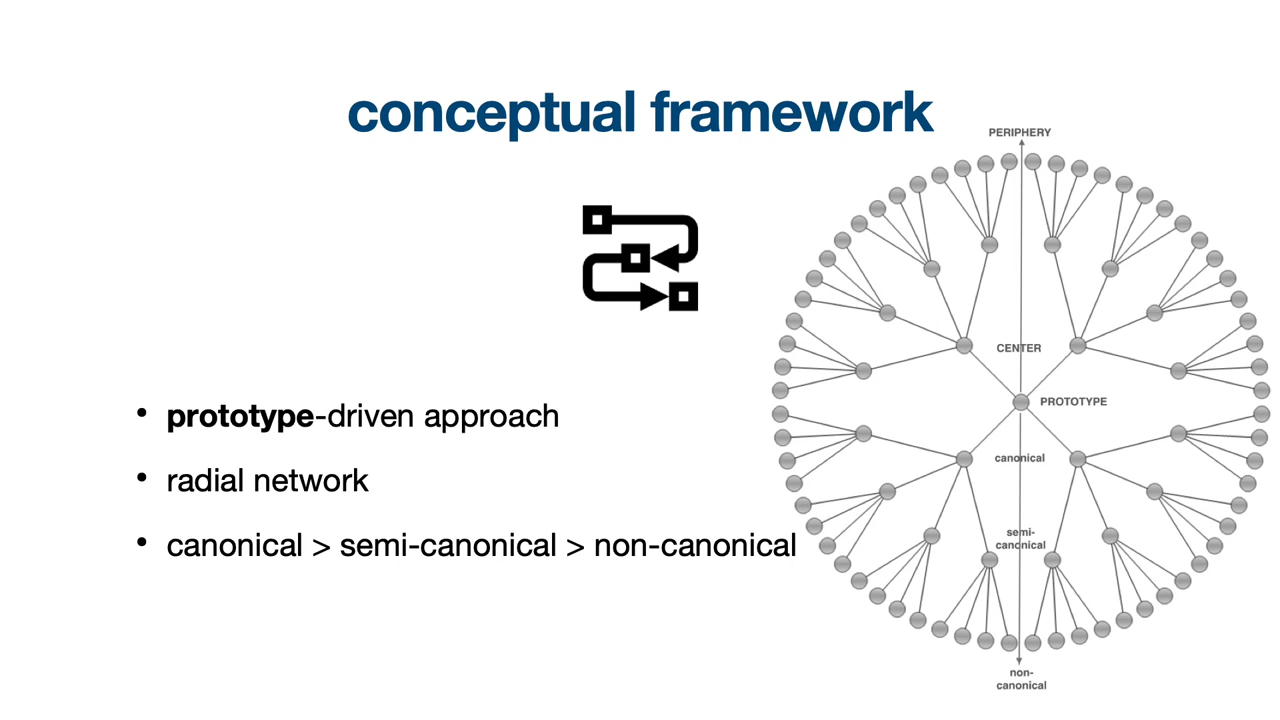 conceptual framework
PERIPHERY
CENTER
PROTOTYPE
• prototype-driven approach
canonical
• radial network
semi-
canonical
• canonical > semi-canonical > non-canonical
non-
canonical